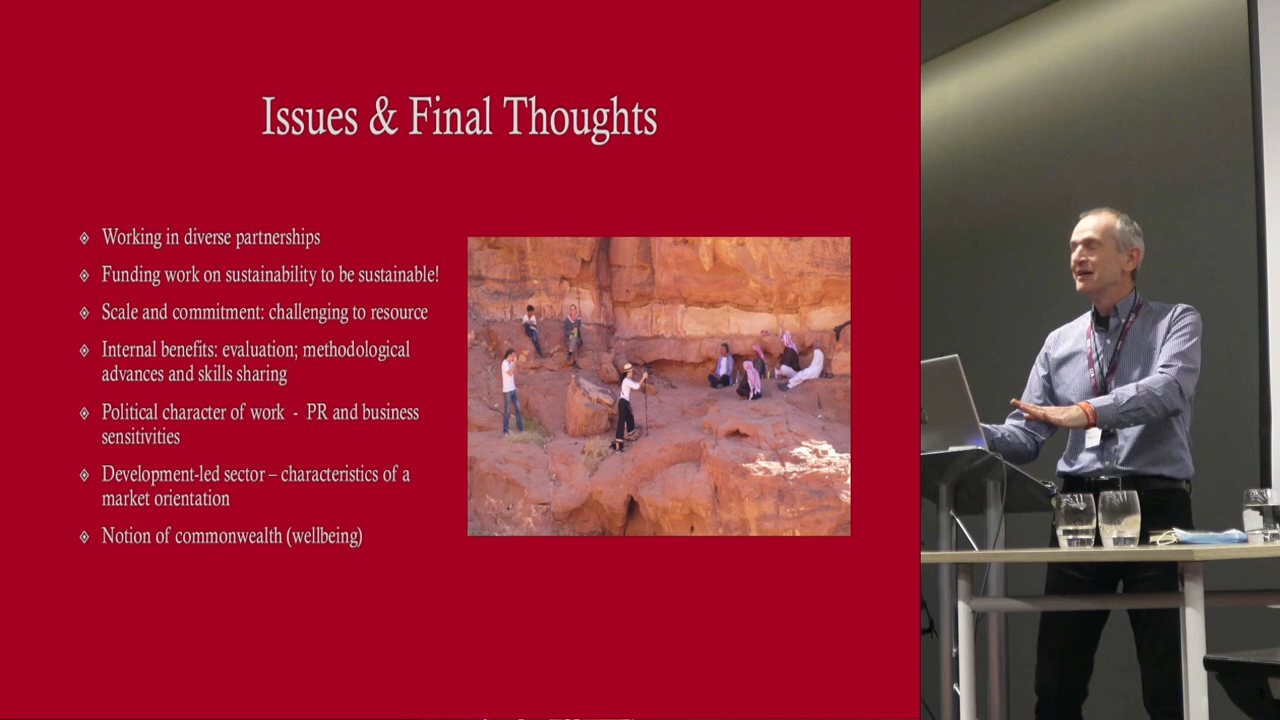 Issues & Final Thoughts
Working in diverse partnerships
Funding work on sustainability to be sustainable!
Scale and commitment: challenging to resource
Internal benefits: evaluation; methodological
advances and skills sharing
Political character of work - PR and business
sensitivities
Development-led sector – characteristics of a
market orientation
Notion of commonwealth (wellbeing)